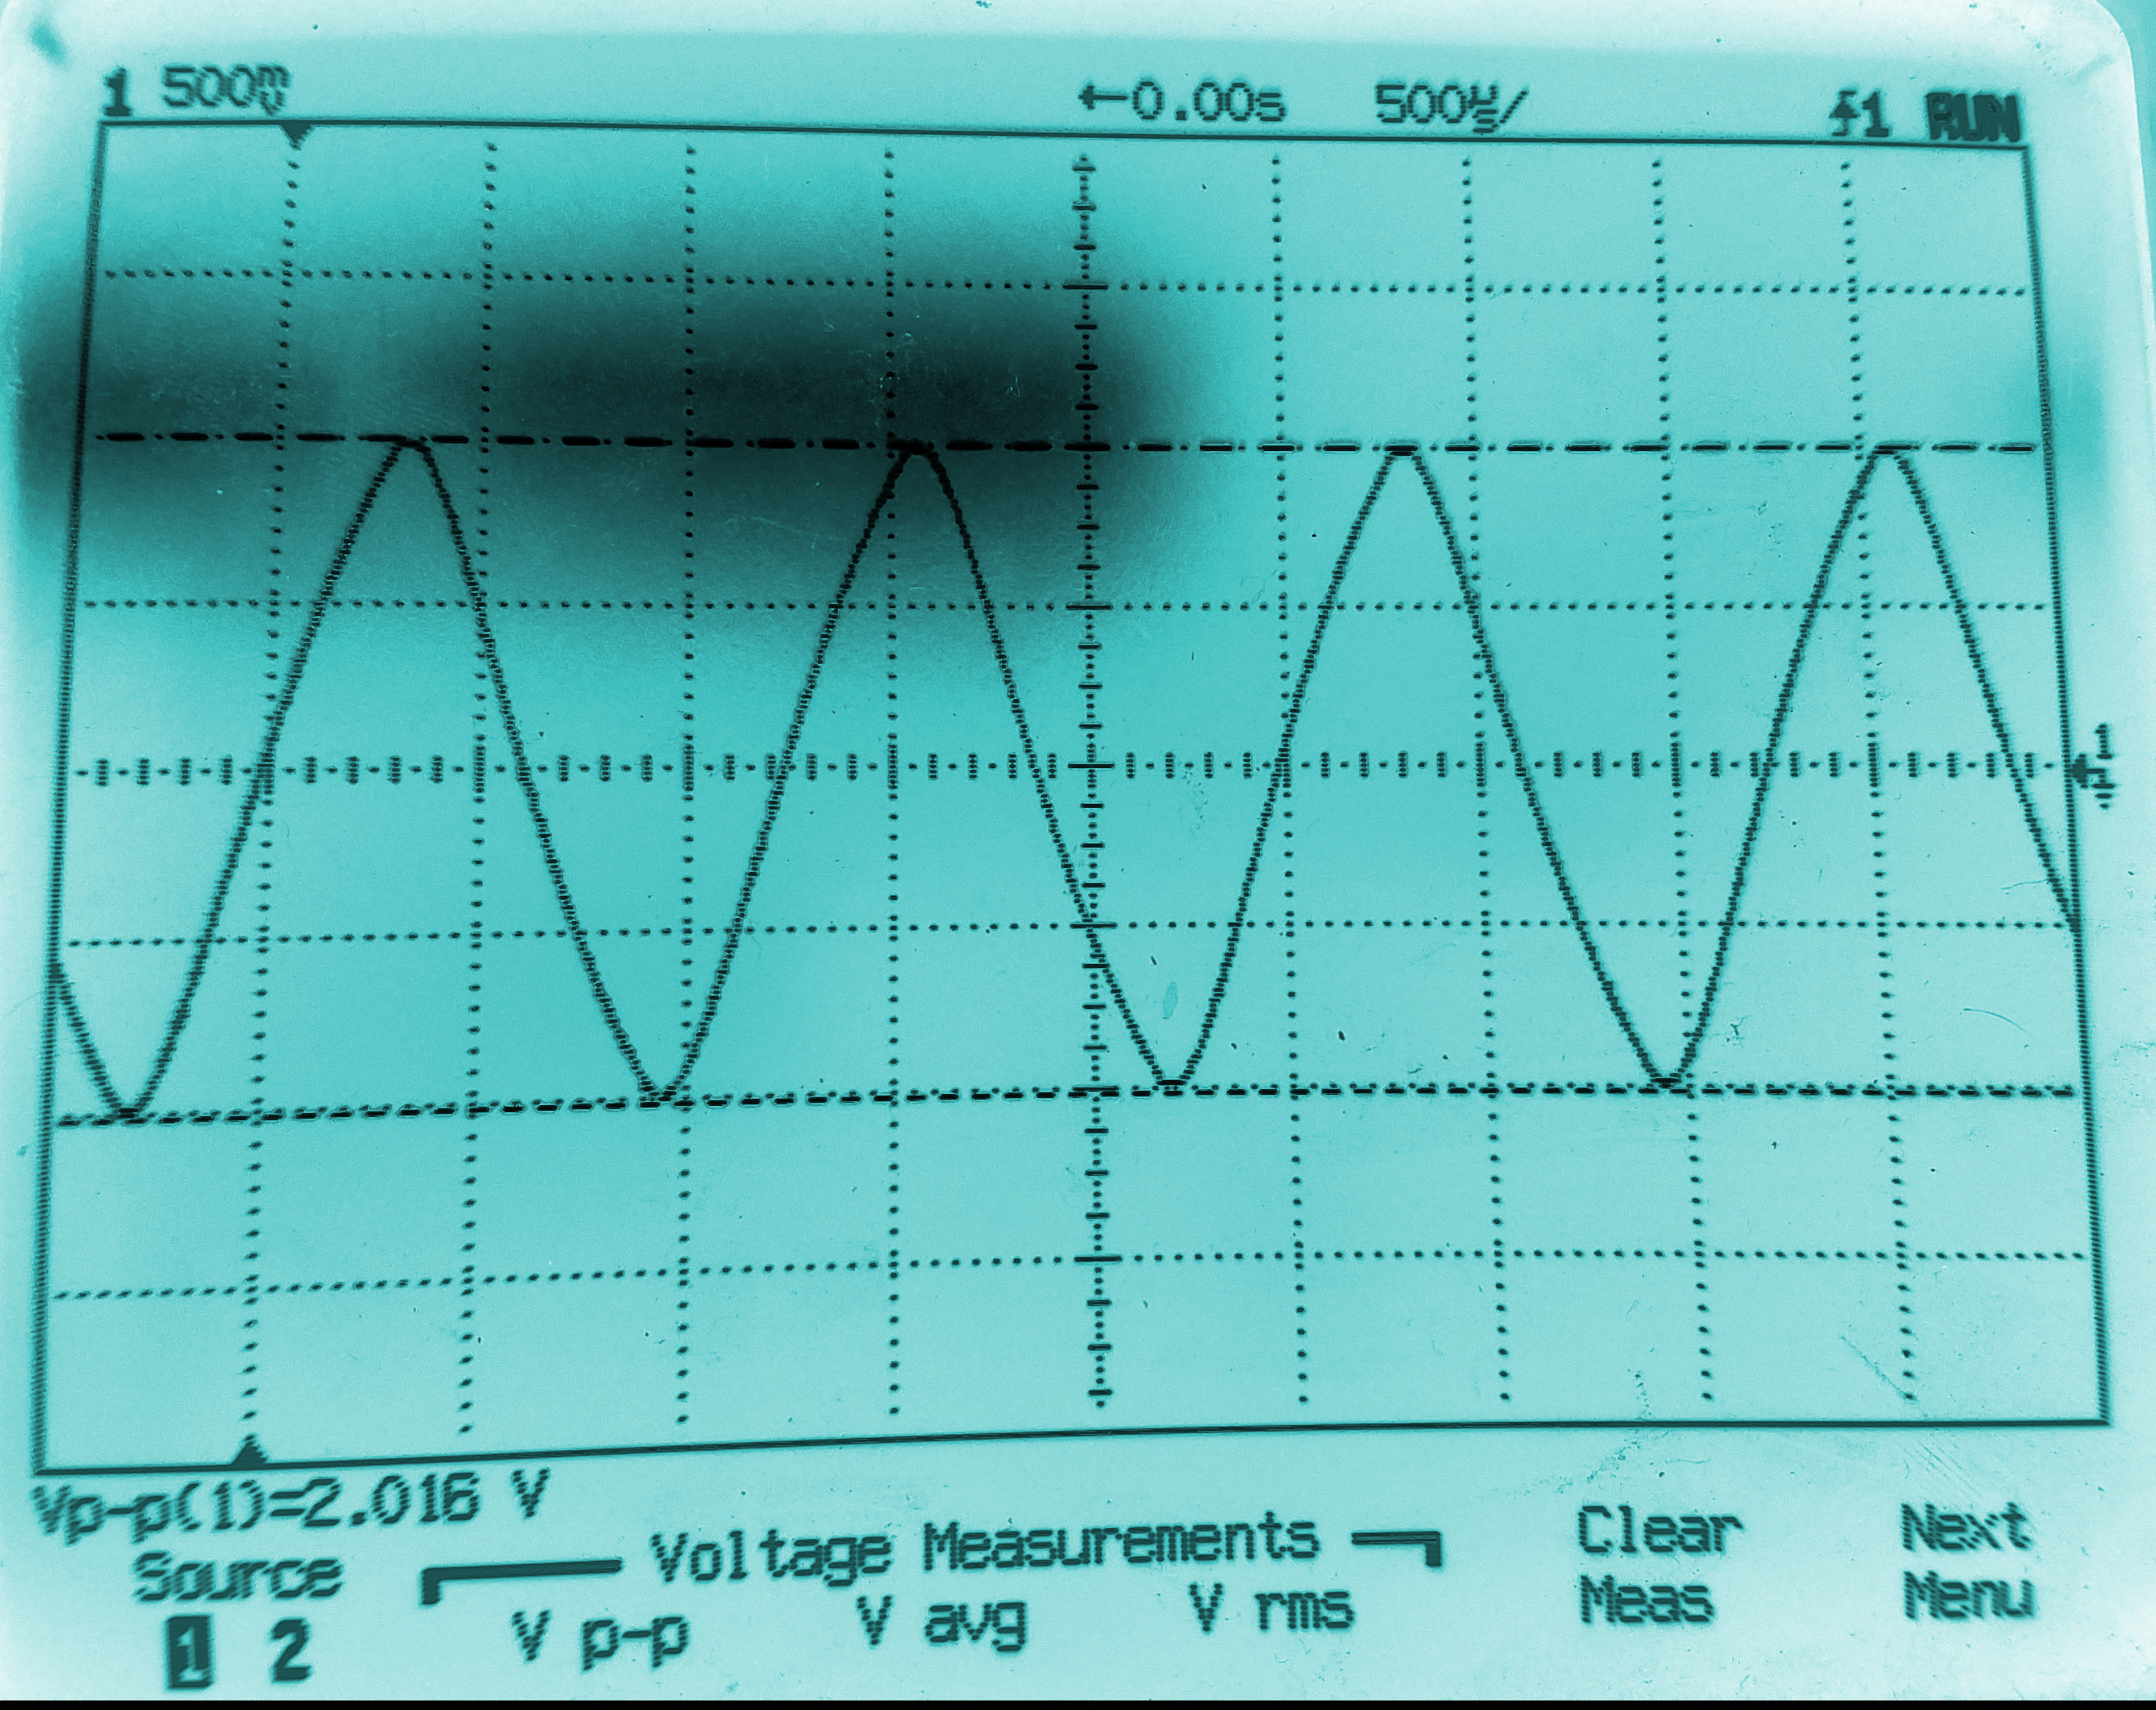 1 500mV ←0.00s 500µs/ 1 RUN
1
Vp-p(1)=2.016 V
Source Voltage Measurements Clear Next
1 2 V p-p V avg V rms Meas Menu